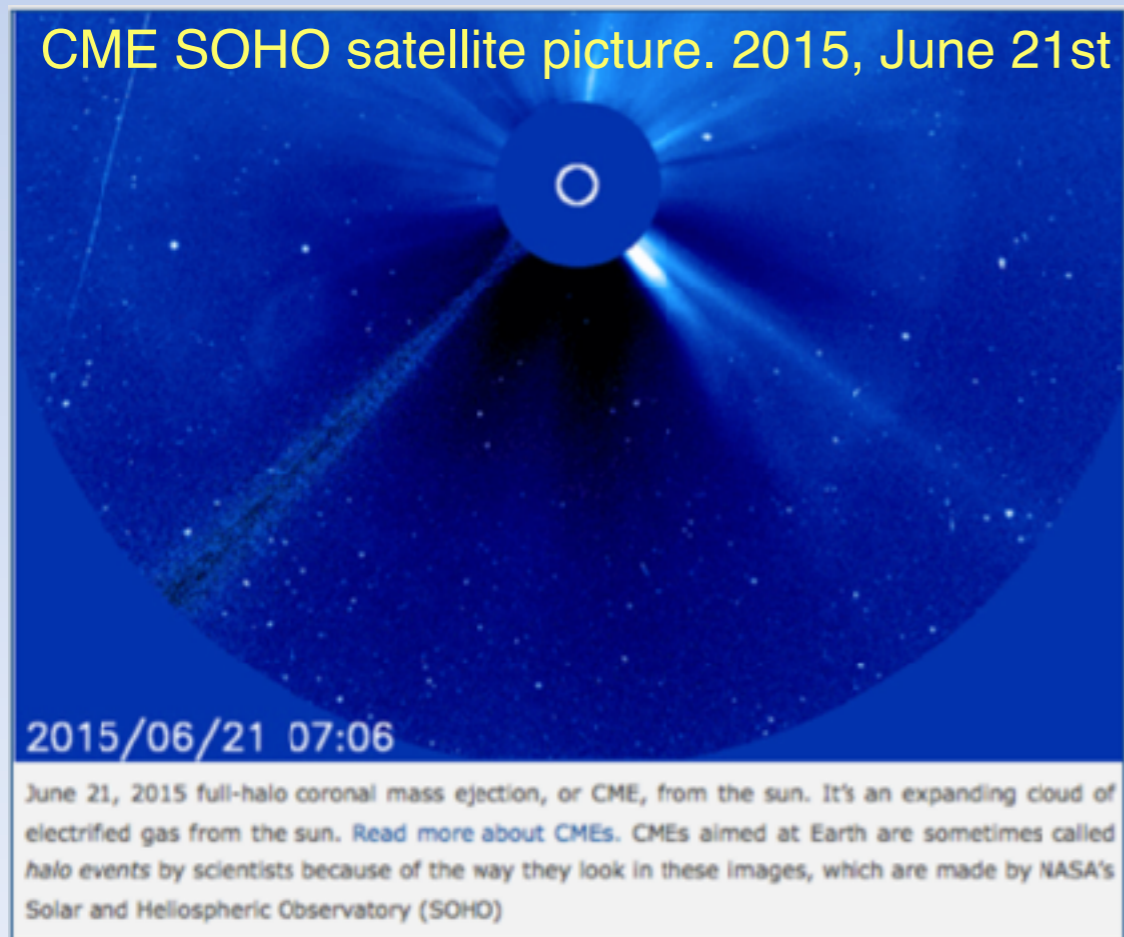 CME SOHO satellite picture. 2015, June 21st
2015/06/21 07:06
June 21, 2015 full-halo coronal mass ejection, or CME, from the sun. It's an expanding cloud of
electrified gas from the sun. Read more about CMEs. CMEs aimed at Earth are sometimes called
halo events by scientists because of the way they look in these images, which are made by NASA's
Solar and Heliospheric Observatory (SOHO)